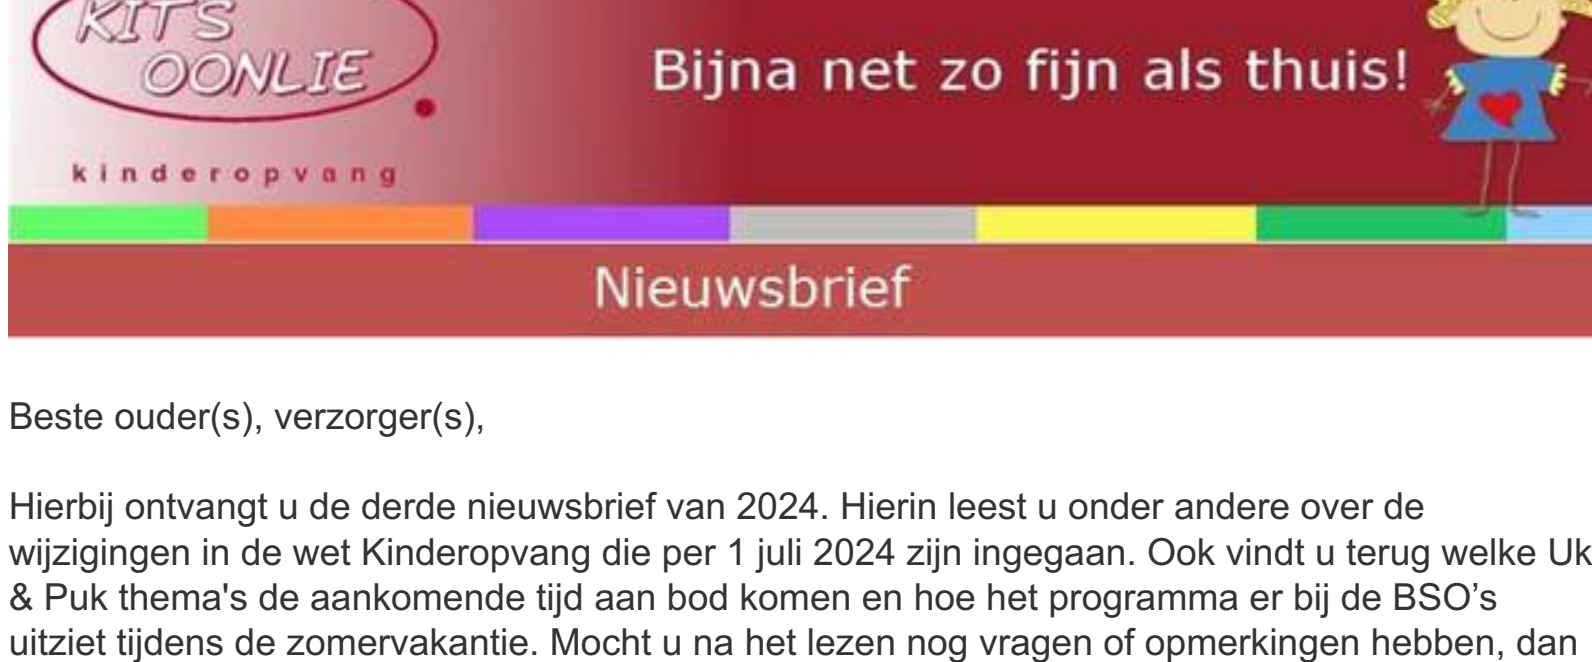 KITS
OONLIE
kinderopvang
Bijna net zo fijn als thuis!
Nieuwsbrief
Beste ouder(s), verzorger(s),
Hierbij ontvangt u de derde nieuwsbrief van 2024. Hierin leest u onder andere over de
wijzigingen in de wet Kinderopvang die per 1 juli 2024 zijn ingegaan. Ook vindt u terug welke Uk
& Puk thema's de aankomende tijd aan bod komen en hoe het programma er bij de BSO’s
uitziet tijdens de zomervakantie. Mocht u na het lezen nog vragen of opmerkingen hebben, dan